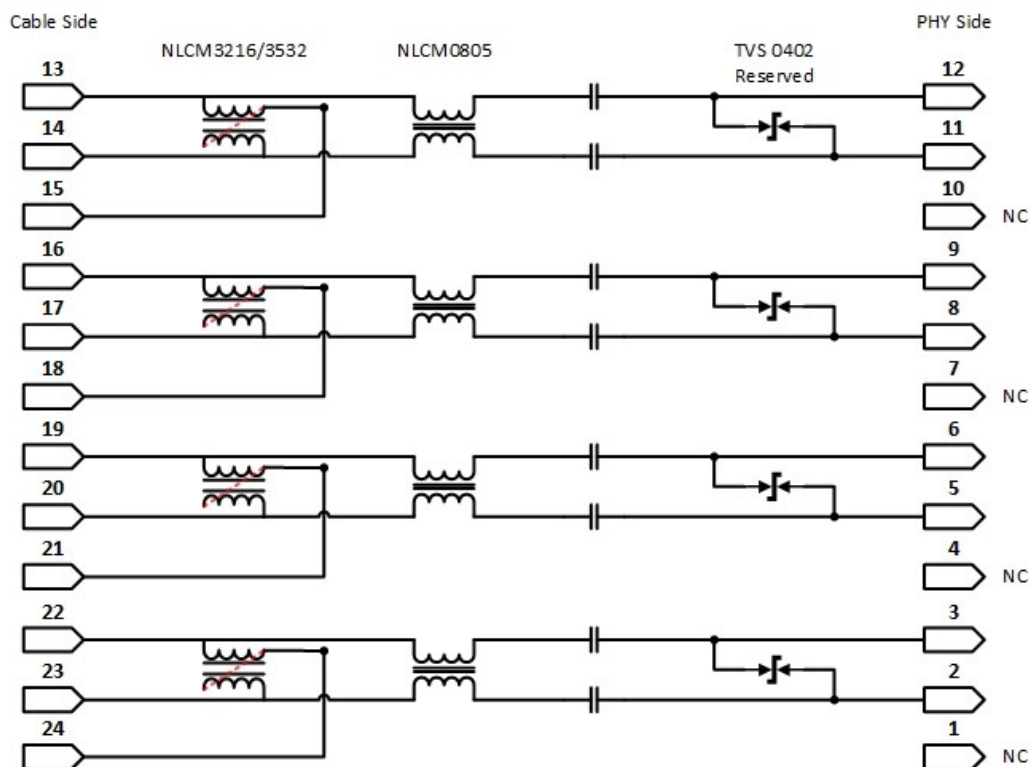 Cable Side
PHY Side
NLCM3216/3532
NLCM0805
TVS 0402
Reserved
13
12
14
11
15
10
NC
16
9
17
8
18
7
NC
19
6
20
5
21
4
NC
22
3
23
2
24
1
NC